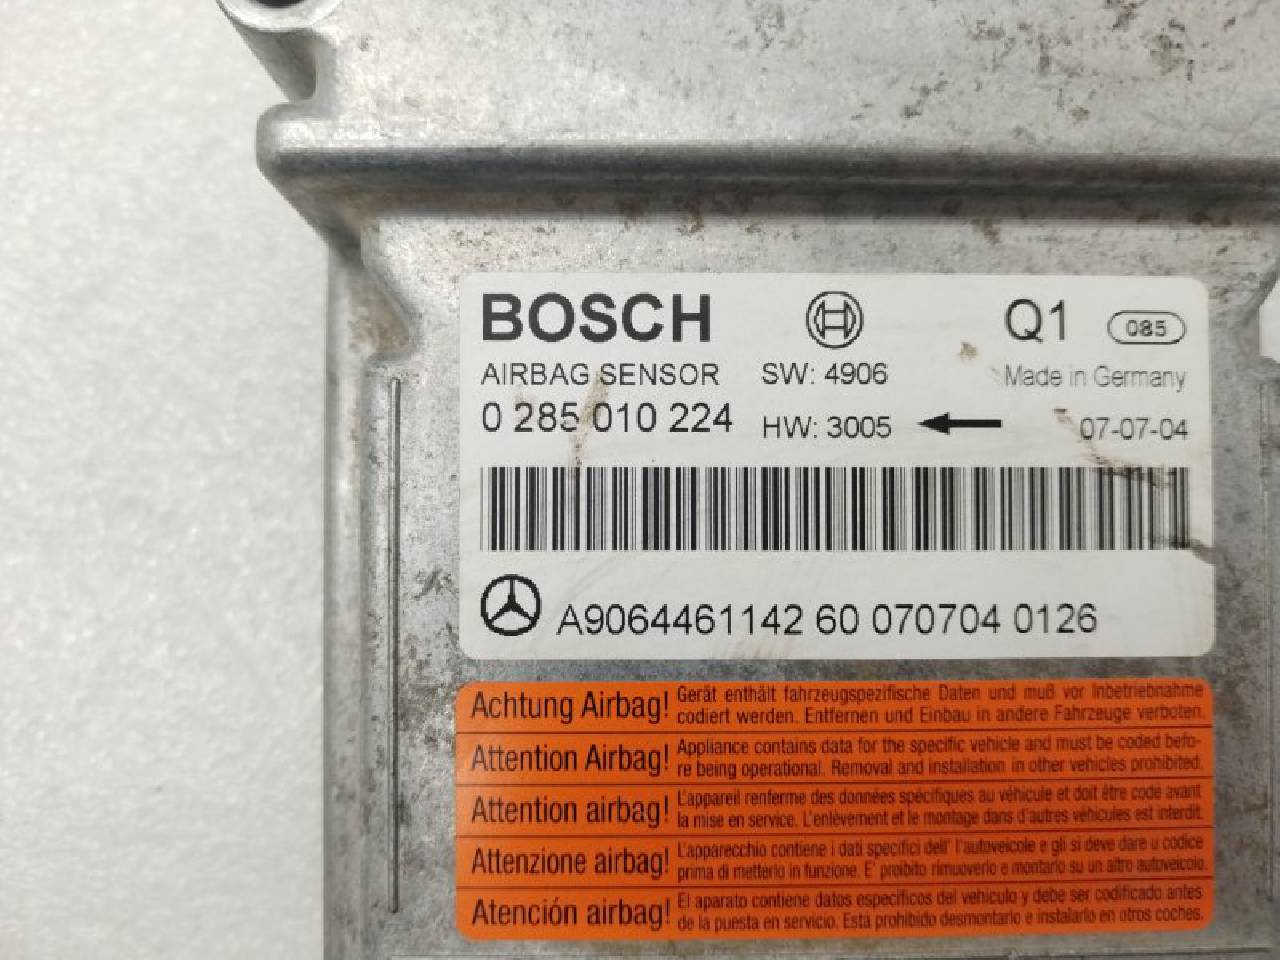 BOSCH
Q1 085
AIRBAG SENSOR SW: 4906 Made in Germany
0 285 010 224 HW: 3005 07-07-04
A9064461142 60 070704 0126
Achtung Airbag! Gerät enthält fahrzeugspezifische Daten und muß vor Inbetriebnahme
codiert werden. Entfernen und Einbau in andere Fahrzeuge verboten.
Attention Airbag! Appliance contains data for the specific vehicle and must be coded befo-
re being operational. Removal and installation in other vehicles prohibited.
Attention airbag! L'appareil renferme des données spécifiques au véhicule et doit être codé avant
la mise en service. L'enlèvement et le montage dans d'autres véhicules est interdit.
Attenzione airbag! L'apparecchio contiene i dati specifici dell' l'autoveicolo e gli si deve dare u codice
prima di metterlo in funzione. E' proibito rimuoverlo e montarlo su un altro autoveicolo.
Atención airbag! El aparato contiene datos específicos del vehículo y debe ser codificado antes
de la puesta en servicio. Está prohibido desmontarlo e instalarlo en otros coches.